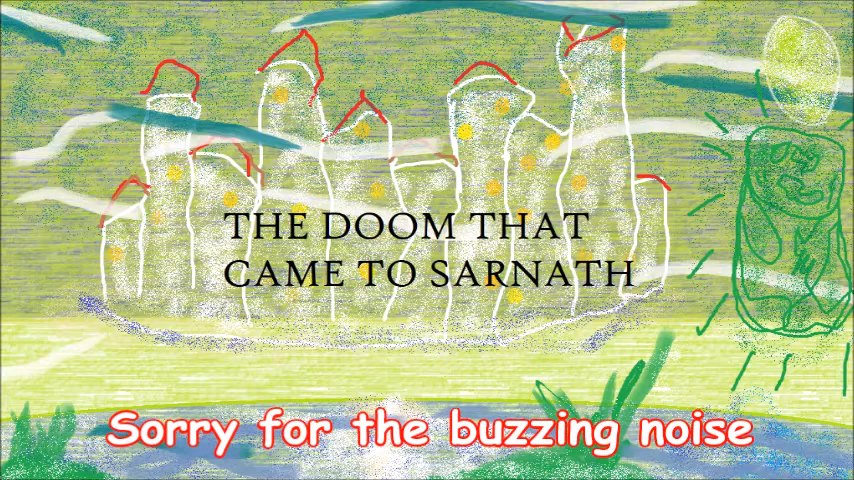 THE DOOM THAT
CAME TO SARNATH
Sorry for the buzzing noise